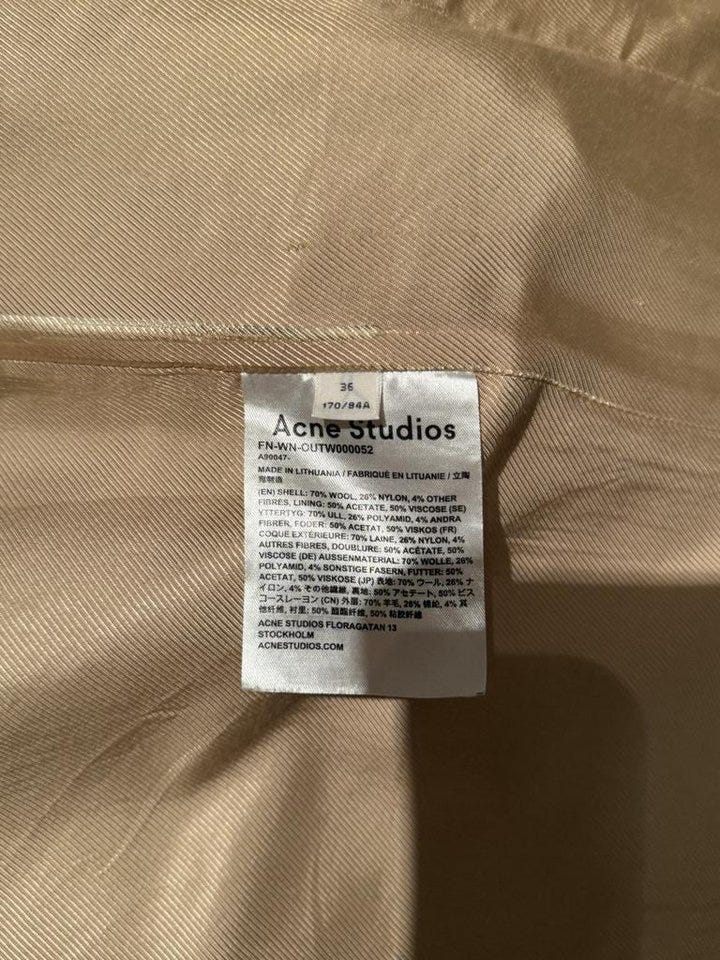 36
170/84A
Acne Studios
FN-WN-OUTW000052
A90047-
MADE IN LITHUANIA / FABRIQUÉ EN LITUANIE / 立陶
宛制造
(EN) SHELL: 70% WOOL, 26% NYLON, 4% OTHER
FIBRES, LINING: 50% ACETATE, 50% VISCOSE (SE)
YTTERTYG: 70% ULL, 26% POLYAMID, 4% ANDRA
FIBRER, FODER: 50% ACETAT, 50% VISKOS (FR)
COQUE EXTÉRIEURE: 70% LAINE, 26% NYLON, 4%
AUTRES FIBRES, DOUBLURE: 50% ACÉTATE, 50%
VISCOSE (DE) AUSSENMATERIAL: 70% WOLLE, 26%
POLYAMID, 4% SONSTIGE FASERN, FUTTER: 50%
ACETAT, 50% VISKOSE (JP) 表地: 70% ウール, 26% ナ
イロン, 4% その他繊維, 裏地: 50% アセテート, 50% ビス
コースレーヨン (CN) 外层: 70% 羊毛, 26% 锦纶, 4% 其
他纤维, 衬里: 50% 醋酯纤维, 50% 粘胶纤维
ACNE STUDIOS FLORAGATAN 13
STOCKHOLM
ACNESTUDIOS.COM